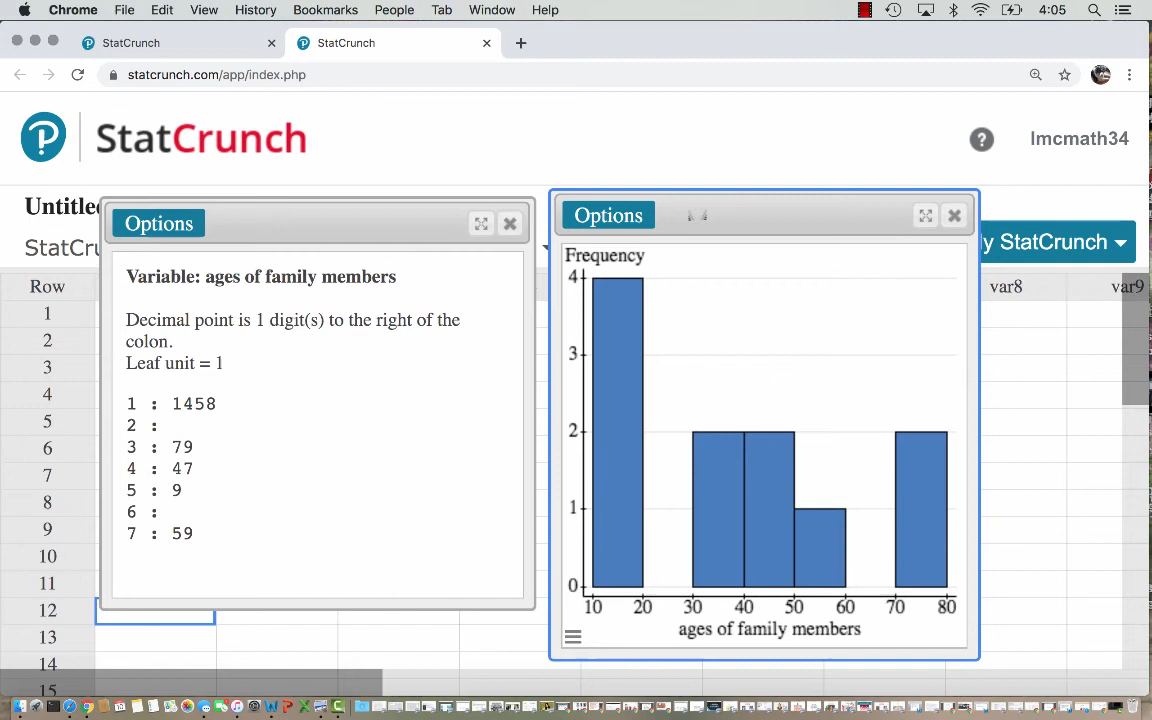 Chrome File Edit View History Bookmarks People Tab Window Help 4:05
StatCrunch StatCrunch
statcrunch.com/app/index.php
StatCrunch
? lmcmath34
Untitle
Options
Options
StatCru
y StatCrunch
Row var8 var9
1
2
3
4
5
6
7
8
9
10
11
12
13
14
15
Variable: ages of family members
Decimal point is 1 digit(s) to the right of the
colon.
Leaf unit = 1
1 : 1458
2 :
3 : 79
4 : 47
5 : 9
6 :
7 : 59
Frequency
4
3
2
1
0
10 20 30 40 50 60 70 80
ages of family members